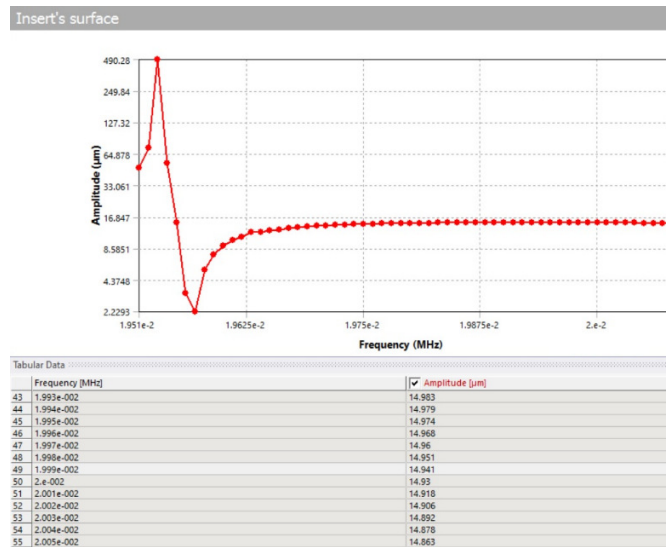 Insert's surface
490.28
249.84
127.32
64.878
33.061
16.847
8.5851
4.3748
2.2293
Amplitude (µm)
1.951e-2 1.9625e-2 1.975e-2 1.9875e-2 2.e-2
Frequency (MHz)
Tabular Data
Frequency [MHz] Amplitude [µm]
43 1.993e-002 14.983
44 1.994e-002 14.979
45 1.995e-002 14.974
46 1.996e-002 14.968
47 1.997e-002 14.96
48 1.998e-002 14.951
49 1.999e-002 14.941
50 2.e-002 14.93
51 2.001e-002 14.918
52 2.002e-002 14.906
53 2.003e-002 14.892
54 2.004e-002 14.878
55 2.005e-002 14.863